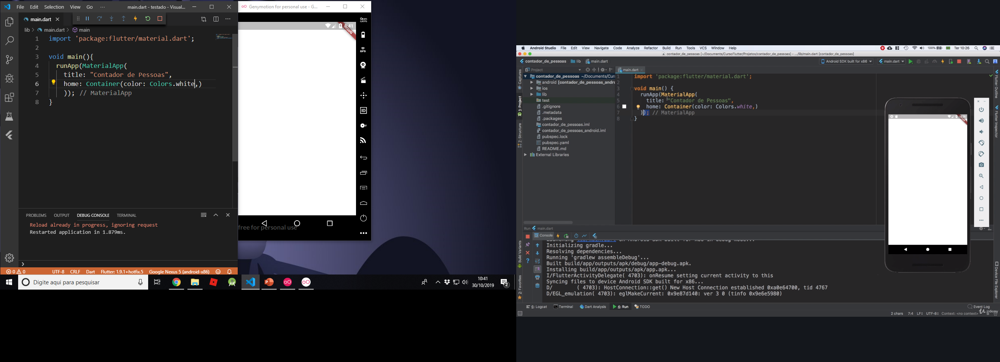 File Edit Selection View Go ··· main.dart - testado - Visual...
main.dart
lib > main.dart > main
1 import 'package:flutter/material.dart';
2
3 void main(){
4 runApp(MaterialApp(
5 title: "Contador de Pessoas",
6 home: Container(color: Colors.white,)
7 )); // MaterialApp
8 }
PROBLEMS OUTPUT DEBUG CONSOLE TERMINAL
Reload already in progress, ignoring request
Restarted application in 1.879ms.
0 0 UTF-8 CRLF Dart Flutter: 1.9.1+hotfix.5 Google Nexus 5 (android-x86)
Genymotion for personal use - G...
Open GAPPS
9:41
DEBUG
GPS
ID
free for personal use
Digite aqui para pesquisar
10:41
30/10/2019
2
Android Studio File Edit View Navigate Code Analyze Refactor Build Run Tools VCS Window Help 100% Ter 10:26
contador_de_pessoas [~/Documents/CursoFlutter/Projetos/contador_de_pessoas] - .../lib/main.dart [contador_de_pessoas]
contador_de_pessoas lib main.dart Android SDK built for x86 main.dart
Project main.dart
Captures
1: Project
Z: Structure
Build Variants
2: Favorites
contador_de_pessoas ~/Documents/Curs
android [contador_de_pessoas_andro
ios
lib
test
.gitignore
.metadata
.packages
contador_de_pessoas.iml
contador_de_pessoas_android.iml
pubspec.lock
pubspec.yaml
README.md
External Libraries
1 import 'package:flutter/material.dart';
2
3 void main() {
4 runApp(MaterialApp(
5 title: "Contador de Pessoas",
6 home: Container(color: Colors.white,)
7 )); // MaterialApp
8 }
Flutter Outline
Flutter Inspector
Device File Explorer
10:26
Run main.dart
Console
Initializing gradle...
Resolving dependencies...
Running 'gradlew assembleDebug'...
Built build/app/outputs/apk/debug/app-debug.apk.
Installing build/app/outputs/apk/app.apk...
I/FlutterActivityDelegate( 4703): onResume setting current activity to this
Syncing files to device Android SDK built for x86...
D/ ( 4703): HostConnection::get() New Host Connection established 0xa0e64700, tid 4767
D/EGL_emulation( 4703): eglMakeCurrent: 0x9e87d140: ver 3 0 (tinfo 0x9e6e5980)
6: Logcat Terminal Dart Analysis 4: Run TODO Event Log
2 chars 7:4 LF÷ UTF-8÷ Context: <no context>
Udemy